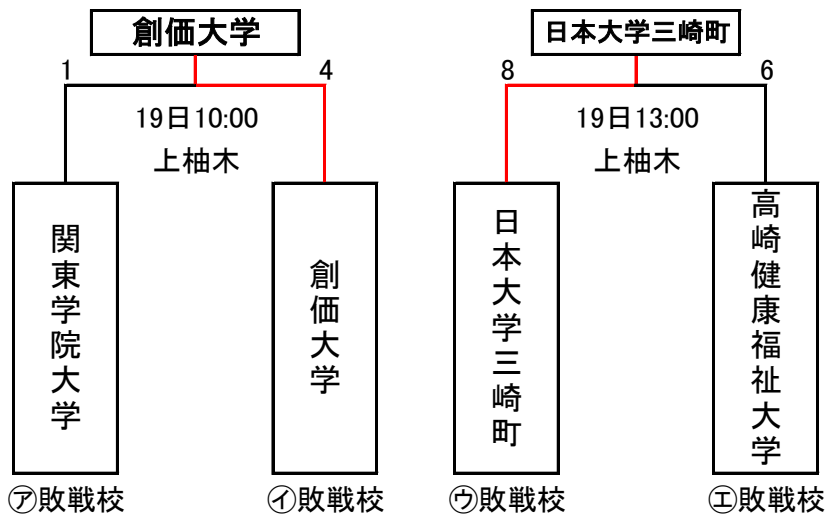 創価大学
日本大学三崎町
1
4
8
6
19日10:00
上柚木
19日13:00
上柚木
関東学院大学
創価大学
日本大学三崎町
高崎健康福祉大学
㋐敗戦校
㋑敗戦校
㋒敗戦校
㋓敗戦校